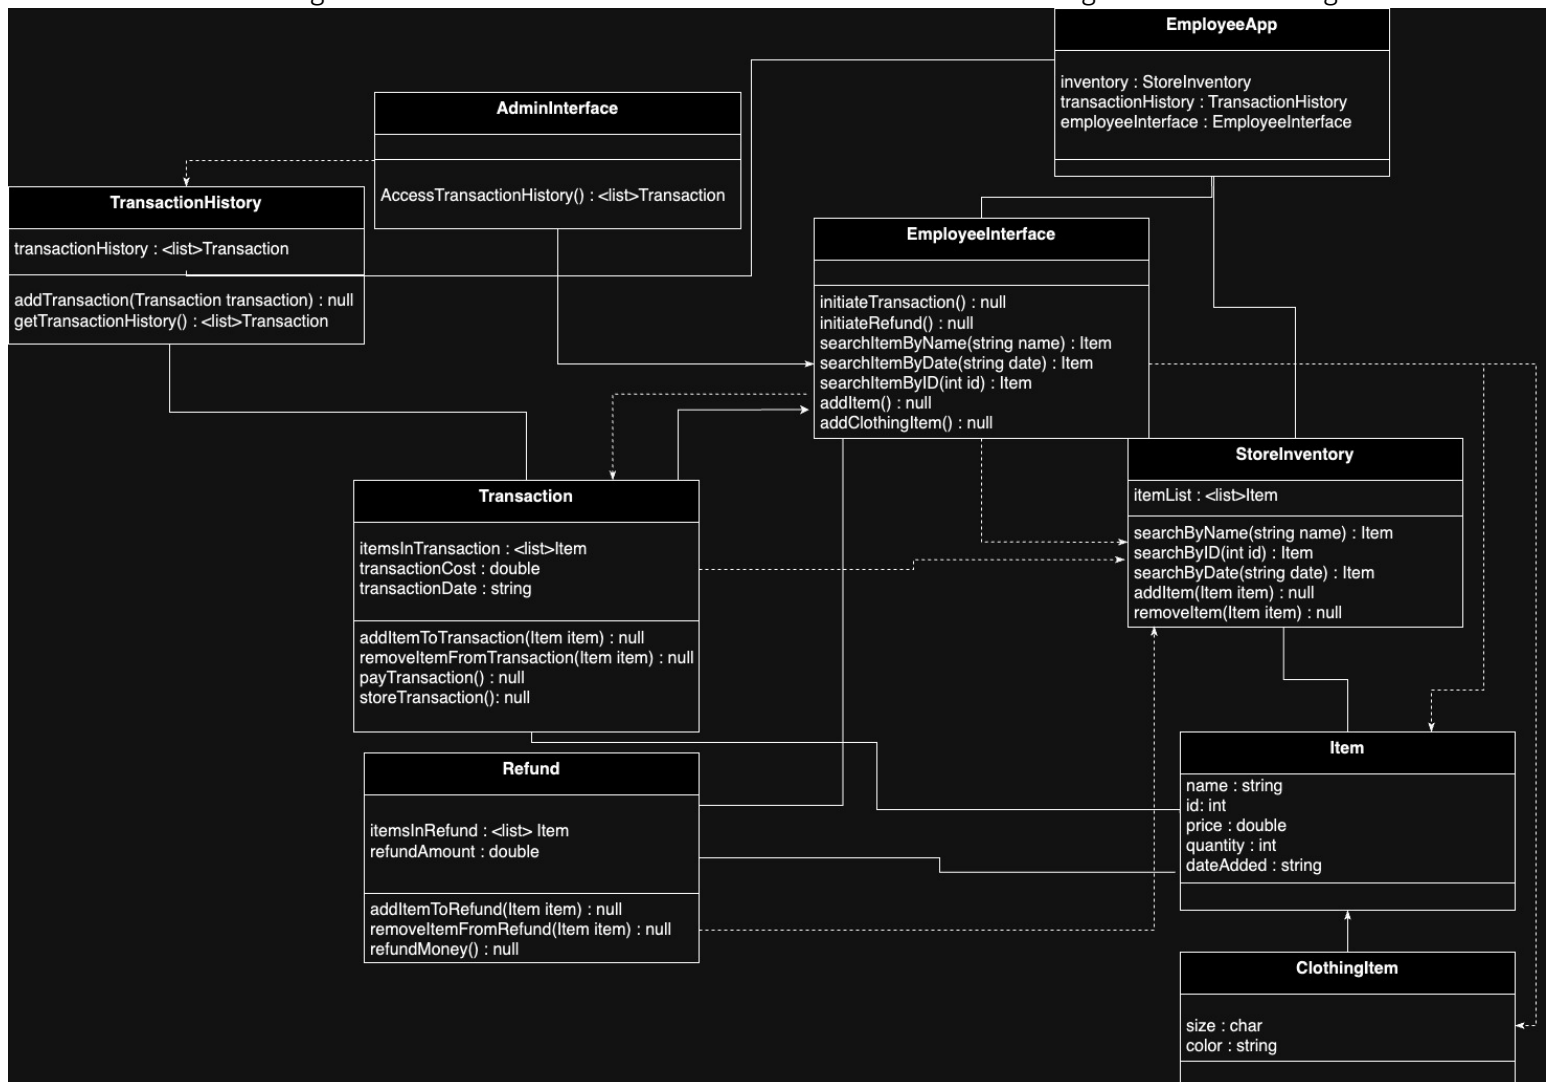 EmployeeApp
inventory : StoreInventory
transactionHistory : TransactionHistory
employeeInterface : EmployeeInterface
AdminInterface
AccessTransactionHistory() : <list>Transaction
TransactionHistory
transactionHistory : <list>Transaction
addTransaction(Transaction transaction) : null
getTransactionHistory() : <list>Transaction
EmployeeInterface
initiateTransaction() : null
initiateRefund() : null
searchItemByName(string name) : Item
searchItemByDate(string date) : Item
searchItemByID(int id) : Item
addItem() : null
addClothingItem() : null
StoreInventory
itemList : <list>Item
searchByName(string name) : Item
searchByID(int id) : Item
searchByDate(string date) : Item
addItem(Item item) : null
removeItem(Item item) : null
Transaction
itemsInTransaction : <list>Item
transactionCost : double
transactionDate : string
addItemToTransaction(Item item) : null
removeItemFromTransaction(Item item) : null
payTransaction() : null
storeTransaction(): null
Refund
itemsInRefund : <list> Item
refundAmount : double
addItemToRefund(Item item) : null
removeItemFromRefund(Item item) : null
refundMoney() : null
Item
name : string
id: int
price : double
quantity : int
dateAdded : string
ClothingItem
size : char
color : string